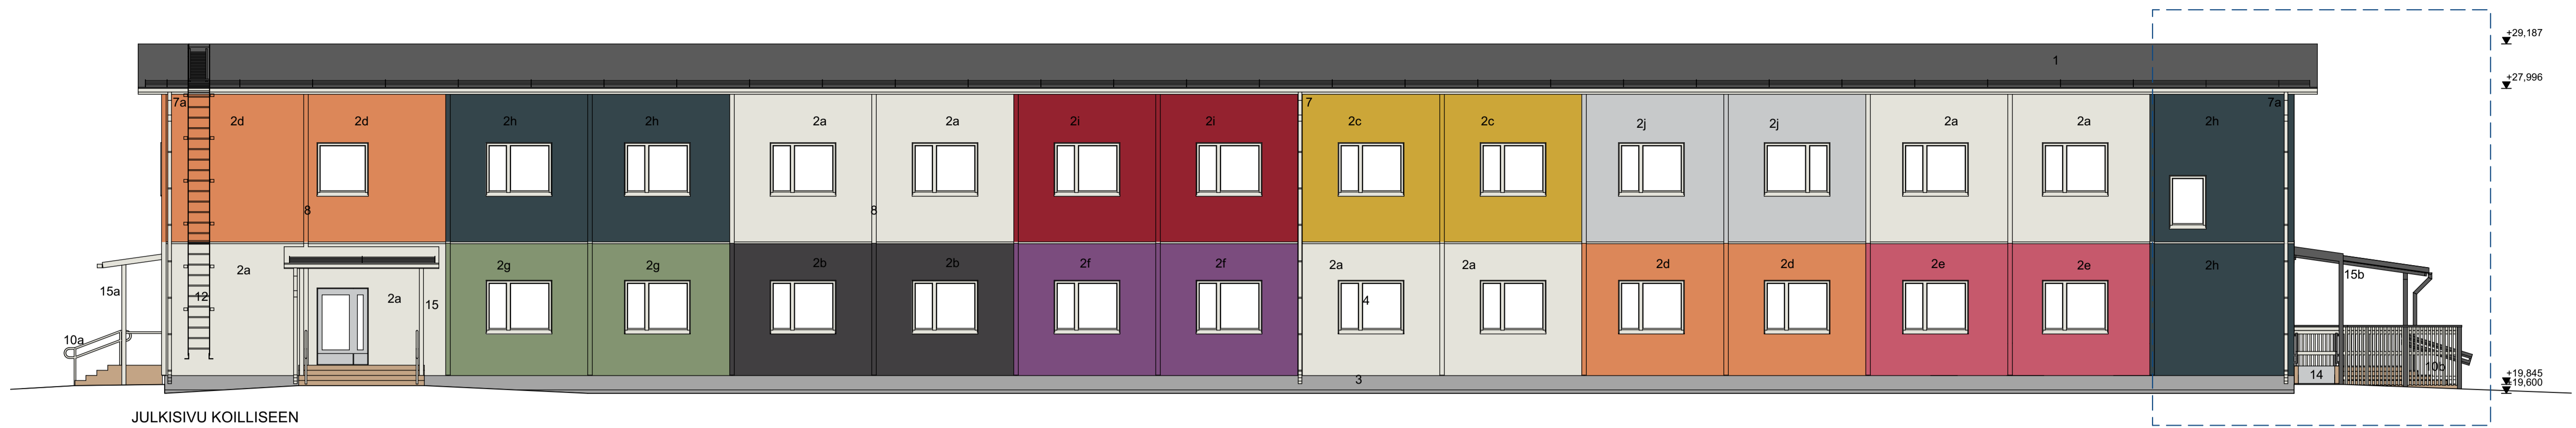 +29,187
1
+27,996
7a
7
7a
2d
2d
2h
2h
2a
2a
2i
2i
2c
2c
2j
2j
2a
2a
2h
8
8
2a
2g
2g
2b
2b
2f
2f
2a
2a
2d
2d
2e
2e
2h
15b
15a
12
2a
15
4
10a
10b
3
14
+19,845
+19,600
JULKISIVU KOILLISEEN